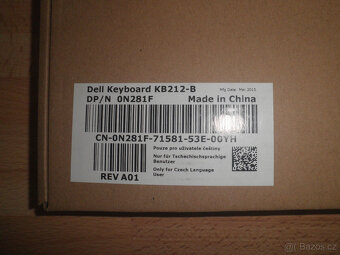 Dell Keyboard KB212-B
Mfg Date: Mar 2015
DP/N 0N281F
Made in China
CN-0N281F-71581-53E-00YH
Pouze pro uživatele češtiny
Nur für Tschechischsprachige
Benutzer
Only for Czech Language
User
REV A01
Bazoš.cz